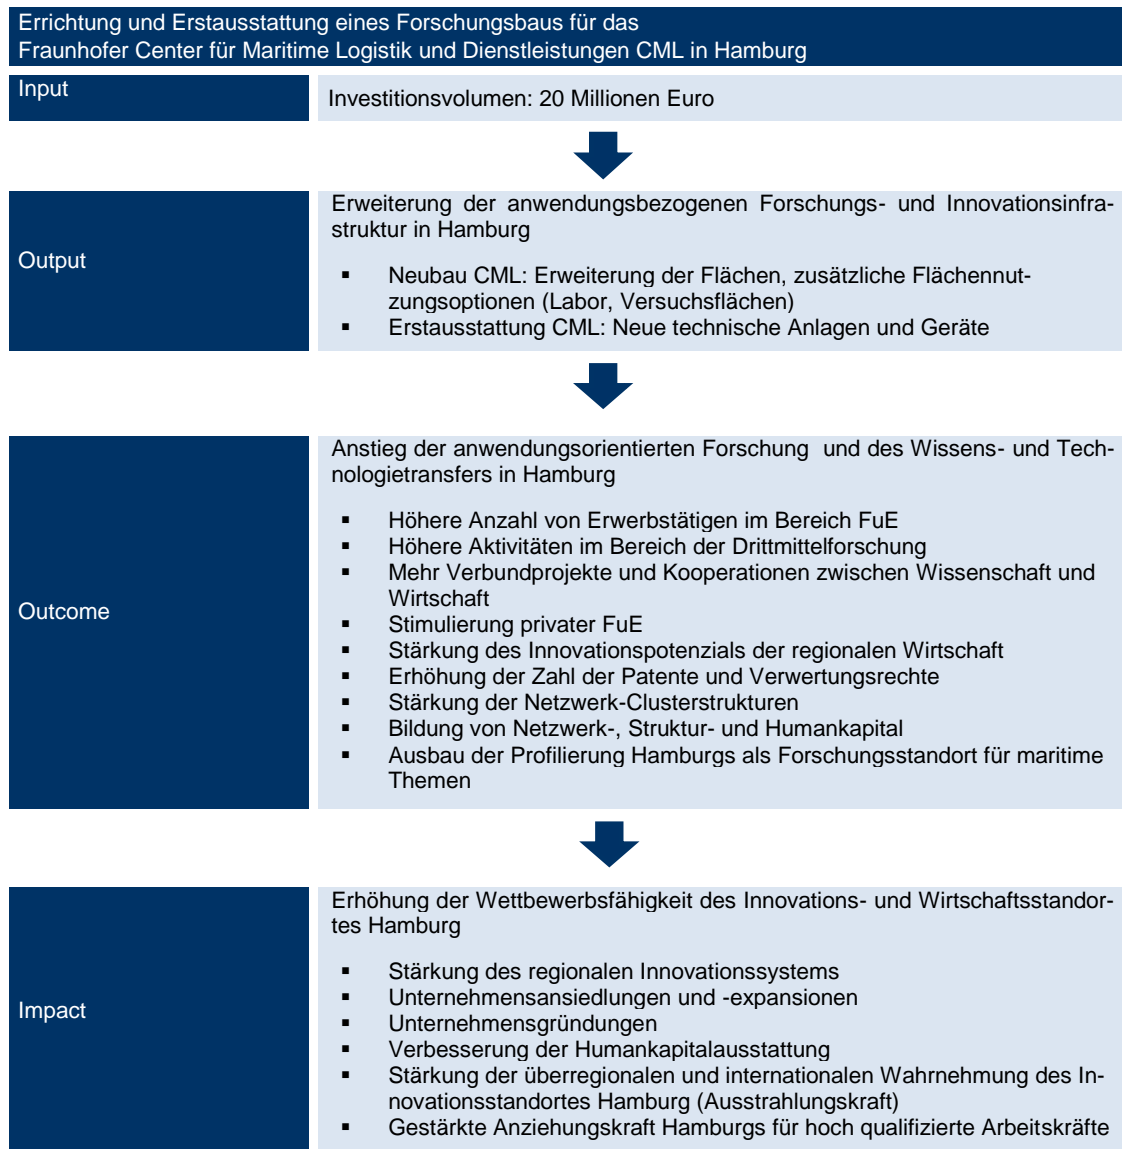 Errichtung und Erstausstattung eines Forschungsbaus für das
Fraunhofer Center für Maritime Logistik und Dienstleistungen CML in Hamburg
Input
Investitionsvolumen: 20 Millionen Euro
Output
Erweiterung der anwendungsbezogenen Forschungs- und Innovationsinfra-
struktur in Hamburg
▪ Neubau CML: Erweiterung der Flächen, zusätzliche Flächennut-
zungsoptionen (Labor, Versuchsflächen)
▪ Erstausstattung CML: Neue technische Anlagen und Geräte
Outcome
Anstieg der anwendungsorientierten Forschung und des Wissens- und Tech-
nologietransfers in Hamburg
▪ Höhere Anzahl von Erwerbstätigen im Bereich FuE
▪ Höhere Aktivitäten im Bereich der Drittmittelforschung
▪ Mehr Verbundprojekte und Kooperationen zwischen Wissenschaft und
Wirtschaft
▪ Stimulierung privater FuE
▪ Stärkung des Innovationspotenzials der regionalen Wirtschaft
▪ Erhöhung der Zahl der Patente und Verwertungsrechte
▪ Stärkung der Netzwerk-Clusterstrukturen
▪ Bildung von Netzwerk-, Struktur- und Humankapital
▪ Ausbau der Profilierung Hamburgs als Forschungsstandort für maritime
Themen
Impact
Erhöhung der Wettbewerbsfähigkeit des Innovations- und Wirtschaftsstandor-
tes Hamburg
▪ Stärkung des regionalen Innovationssystems
▪ Unternehmensansiedlungen und -expansionen
▪ Unternehmensgründungen
▪ Verbesserung der Humankapitalausstattung
▪ Stärkung der überregionalen und internationalen Wahrnehmung des In-
novationsstandortes Hamburg (Ausstrahlungskraft)
▪ Gestärkte Anziehungskraft Hamburgs für hoch qualifizierte Arbeitskräfte